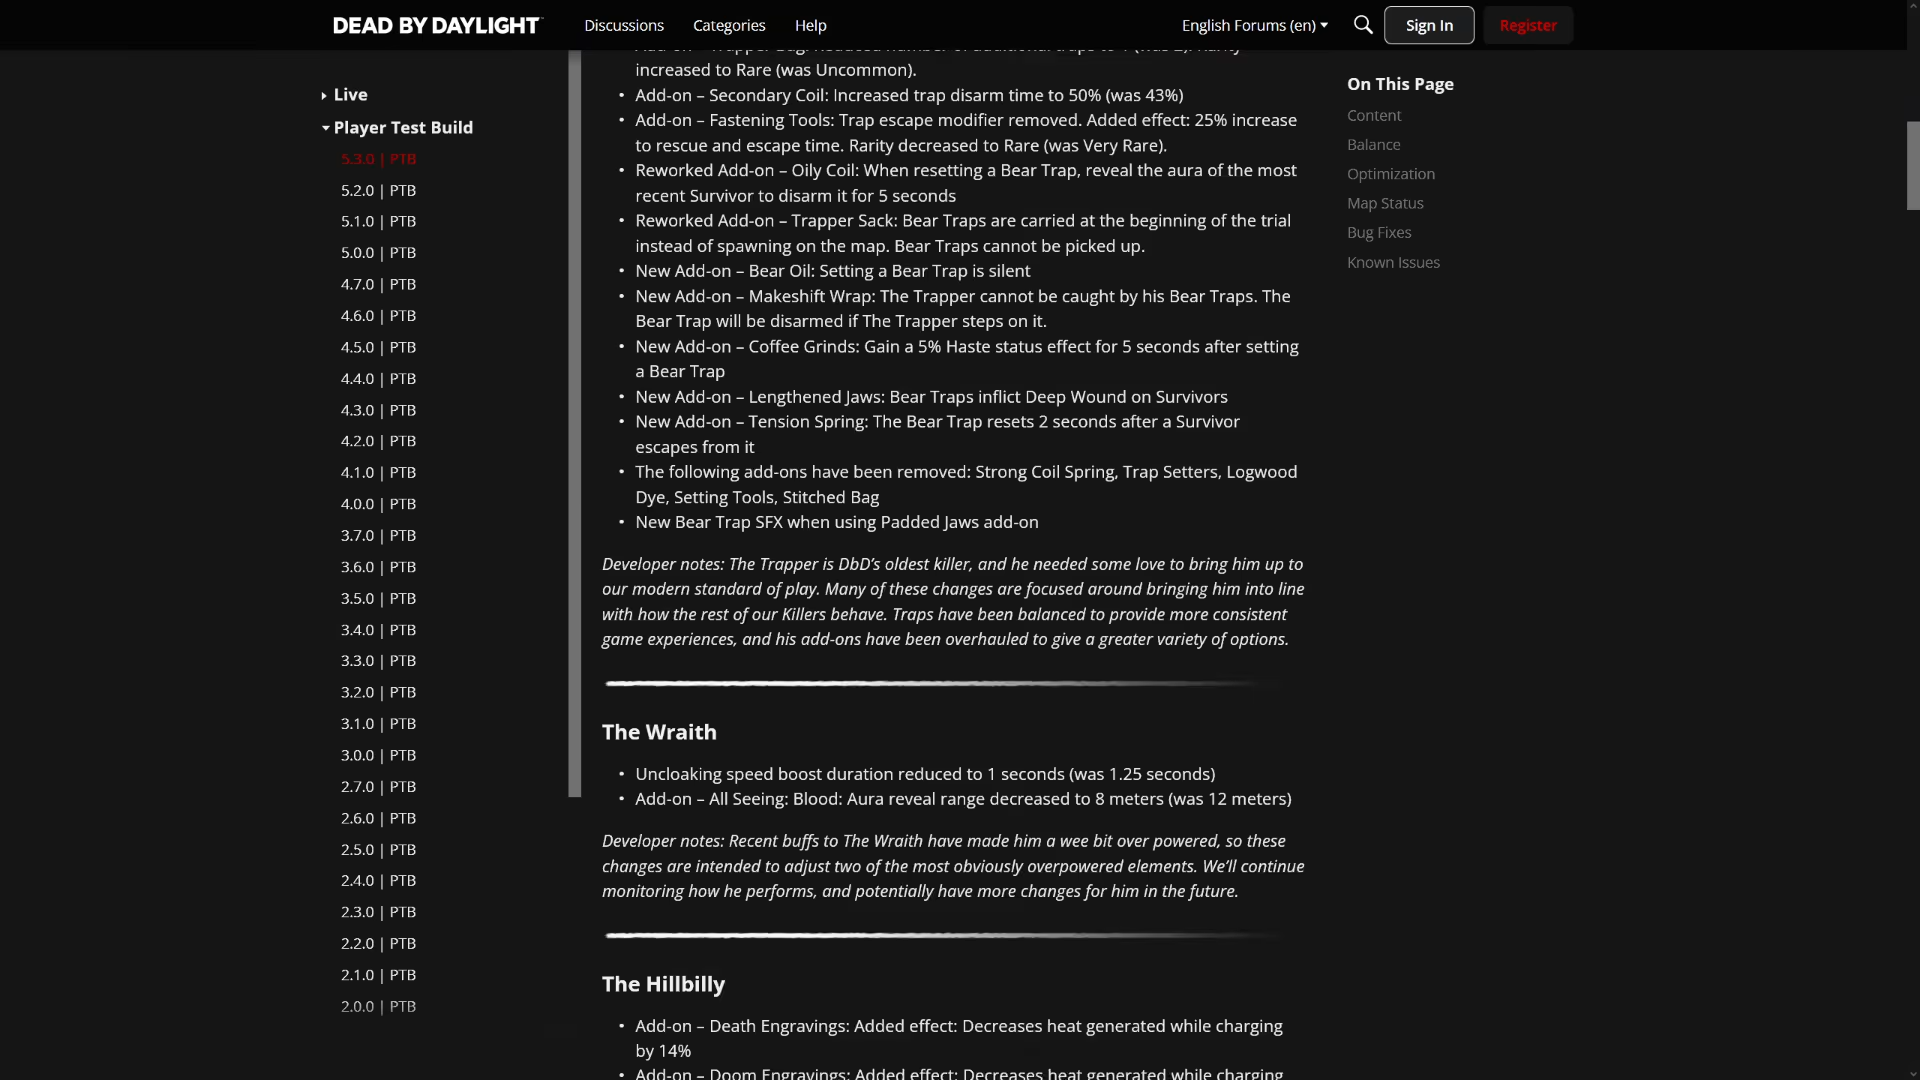 DEAD BY DAYLIGHT
Discussions
Categories
Help
English Forums (en)
Sign In
Register
Live
Player Test Build
5.3.0 | PTB
5.2.0 | PTB
5.1.0 | PTB
5.0.0 | PTB
4.7.0 | PTB
4.6.0 | PTB
4.5.0 | PTB
4.4.0 | PTB
4.3.0 | PTB
4.2.0 | PTB
4.1.0 | PTB
4.0.0 | PTB
3.7.0 | PTB
3.6.0 | PTB
3.5.0 | PTB
3.4.0 | PTB
3.3.0 | PTB
3.2.0 | PTB
3.1.0 | PTB
3.0.0 | PTB
2.7.0 | PTB
2.6.0 | PTB
2.5.0 | PTB
2.4.0 | PTB
2.3.0 | PTB
2.2.0 | PTB
2.1.0 | PTB
2.0.0 | PTB
increased to Rare (was Uncommon).
• Add-on – Secondary Coil: Increased trap disarm time to 50% (was 43%)
• Add-on – Fastening Tools: Trap escape modifier removed. Added effect: 25% increase
to rescue and escape time. Rarity decreased to Rare (was Very Rare).
• Reworked Add-on – Oily Coil: When resetting a Bear Trap, reveal the aura of the most
recent Survivor to disarm it for 5 seconds
• Reworked Add-on – Trapper Sack: Bear Traps are carried at the beginning of the trial
instead of spawning on the map. Bear Traps cannot be picked up.
• New Add-on – Bear Oil: Setting a Bear Trap is silent
• New Add-on – Makeshift Wrap: The Trapper cannot be caught by his Bear Traps. The
Bear Trap will be disarmed if The Trapper steps on it.
• New Add-on – Coffee Grinds: Gain a 5% Haste status effect for 5 seconds after setting
a Bear Trap
• New Add-on – Lengthened Jaws: Bear Traps inflict Deep Wound on Survivors
• New Add-on – Tension Spring: The Bear Trap resets 2 seconds after a Survivor
escapes from it
• The following add-ons have been removed: Strong Coil Spring, Trap Setters, Logwood
Dye, Setting Tools, Stitched Bag
• New Bear Trap SFX when using Padded Jaws add-on
Developer notes: The Trapper is DbD’s oldest killer, and he needed some love to bring him up to
our modern standard of play. Many of these changes are focused around bringing him into line
with how the rest of our Killers behave. Traps have been balanced to provide more consistent
game experiences, and his add-ons have been overhauled to give a greater variety of options.
The Wraith
• Uncloaking speed boost duration reduced to 1 seconds (was 1.25 seconds)
• Add-on – All Seeing: Blood: Aura reveal range decreased to 8 meters (was 12 meters)
Developer notes: Recent buffs to The Wraith have made him a wee bit over powered, so these
changes are intended to adjust two of the most obviously overpowered elements. We’ll continue
monitoring how he performs, and potentially have more changes for him in the future.
The Hillbilly
• Add-on – Death Engravings: Added effect: Decreases heat generated while charging
by 14%
• Add-on – Doom Engravings: Added effect: Decreases heat generated while charging
On This Page
Content
Balance
Optimization
Map Status
Bug Fixes
Known Issues